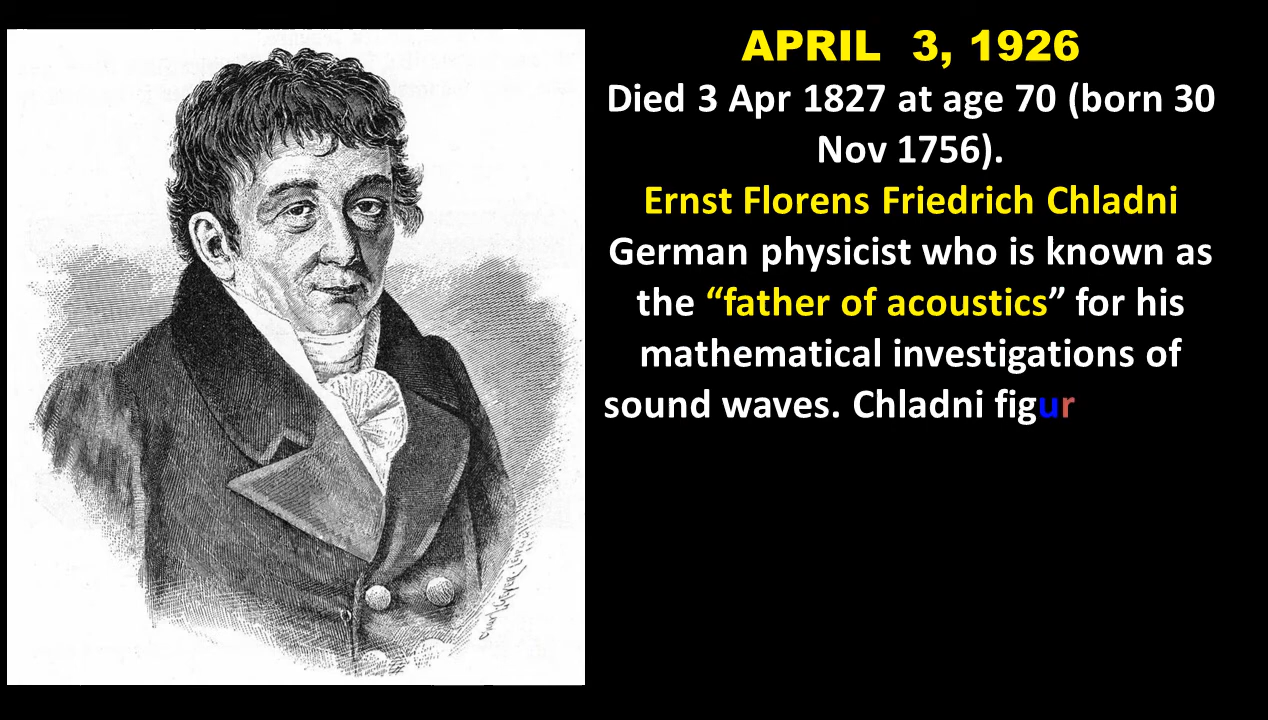 APRIL 3, 1926
Died 3 Apr 1827 at age 70 (born 30
Nov 1756).
Ernst Florens Friedrich Chladni
German physicist who is known as
the “father of acoustics” for his
mathematical investigations of
sound waves. Chladni figur